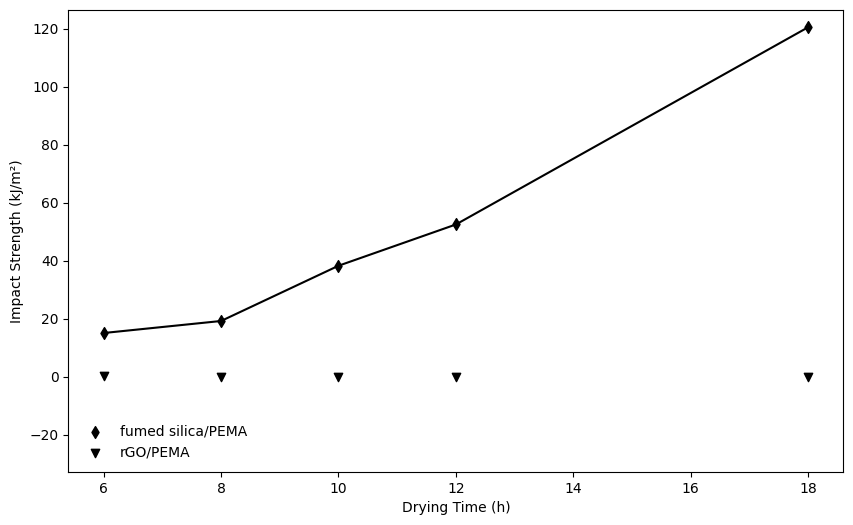 120
100
80
60
40
20
0
−20
Impact Strength (kJ/m²)
fumed silica/PEMA
rGO/PEMA
6 8 10 12 14 16 18
Drying Time (h)